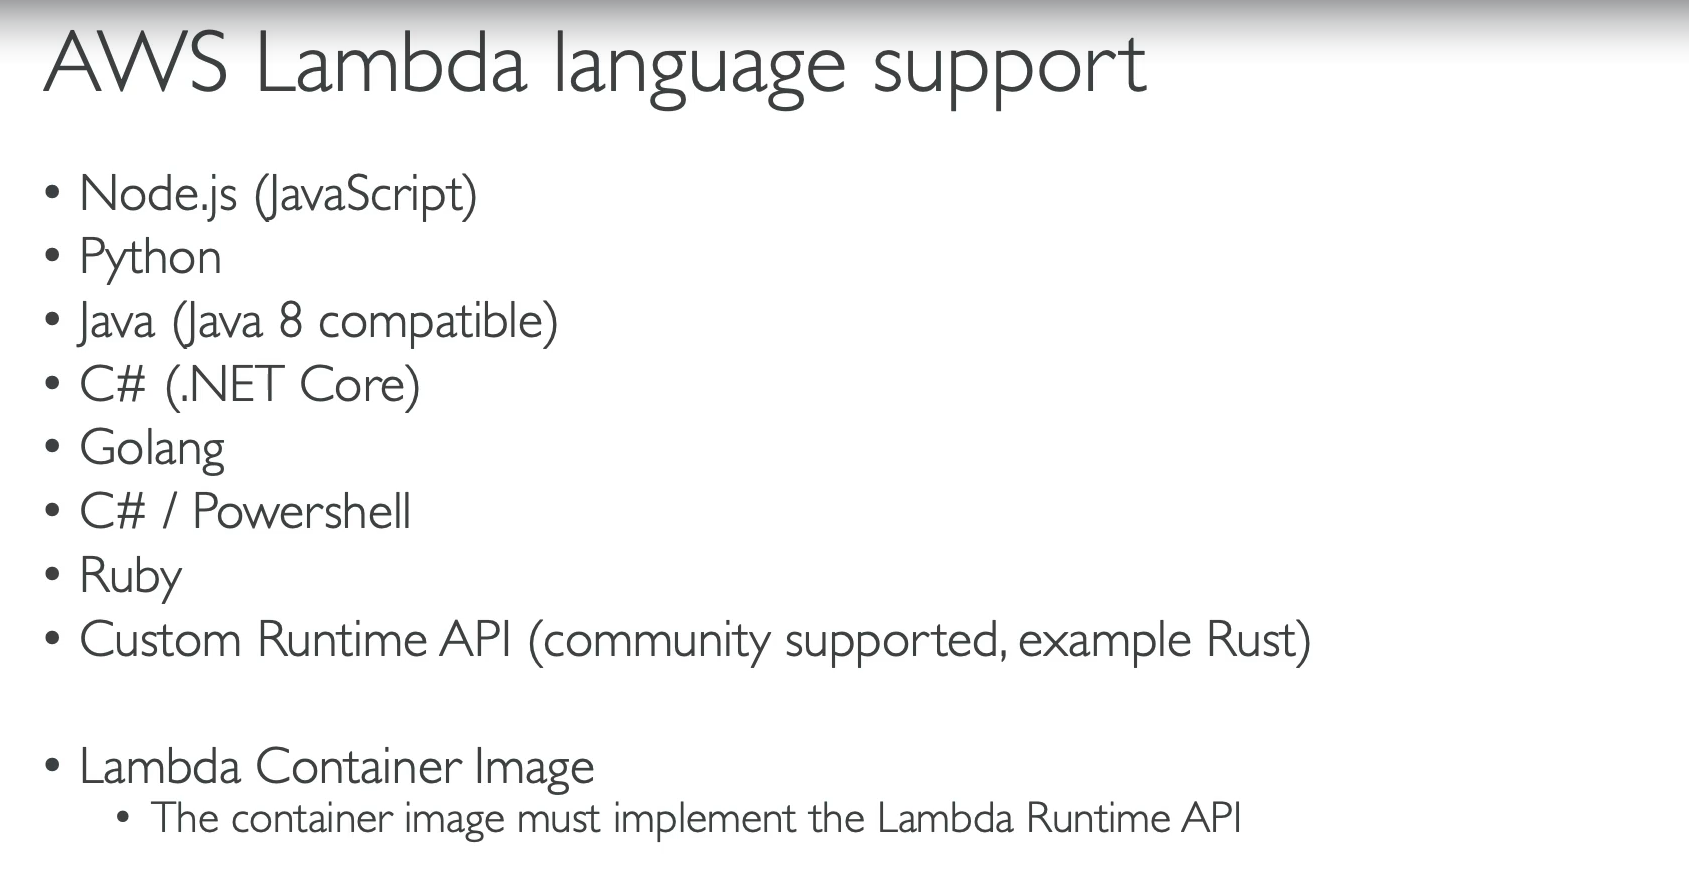 AWS Lambda language support
• Node.js (JavaScript)
• Python
• Java (Java 8 compatible)
• C# (.NET Core)
• Golang
• C# / Powershell
• Ruby
• Custom Runtime API (community supported, example Rust)
• Lambda Container Image
• The container image must implement the Lambda Runtime API